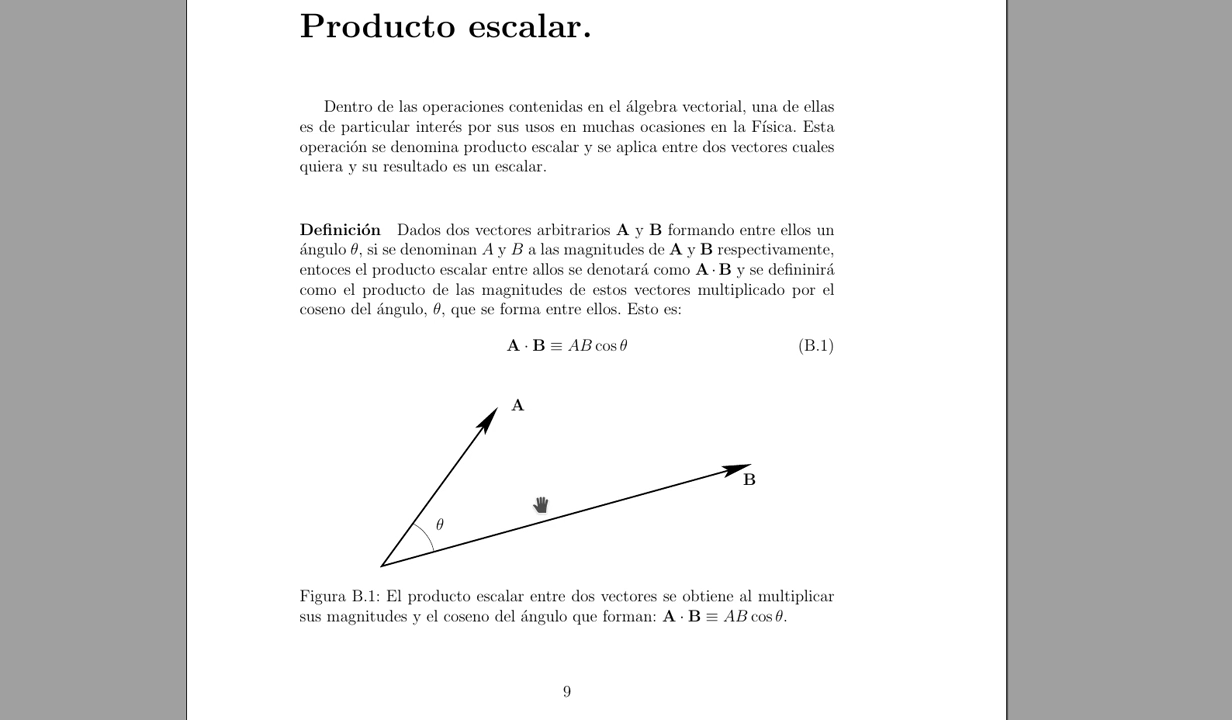 Producto escalar.
Dentro de las operaciones contenidas en el álgebra vectorial, una de ellas
es de particular interés por sus usos en muchas ocasiones en la Física. Esta
operación se denomina producto escalar y se aplica entre dos vectores cuales
quiera y su resultado es un escalar.
Definición Dados dos vectores arbitrarios A y B formando entre ellos un
ángulo θ, si se denominan A y B a las magnitudes de A y B respectivamente,
entoces el producto escalar entre allos se denotará como A · B y se defininirá
como el producto de las magnitudes de estos vectores multiplicado por el
coseno del ángulo, θ, que se forma entre ellos. Esto es:
A · B ≡ AB cos θ (B.1)
A
B
θ
Figura B.1: El producto escalar entre dos vectores se obtiene al multiplicar
sus magnitudes y el coseno del ángulo que forman: A · B ≡ AB cos θ.
9